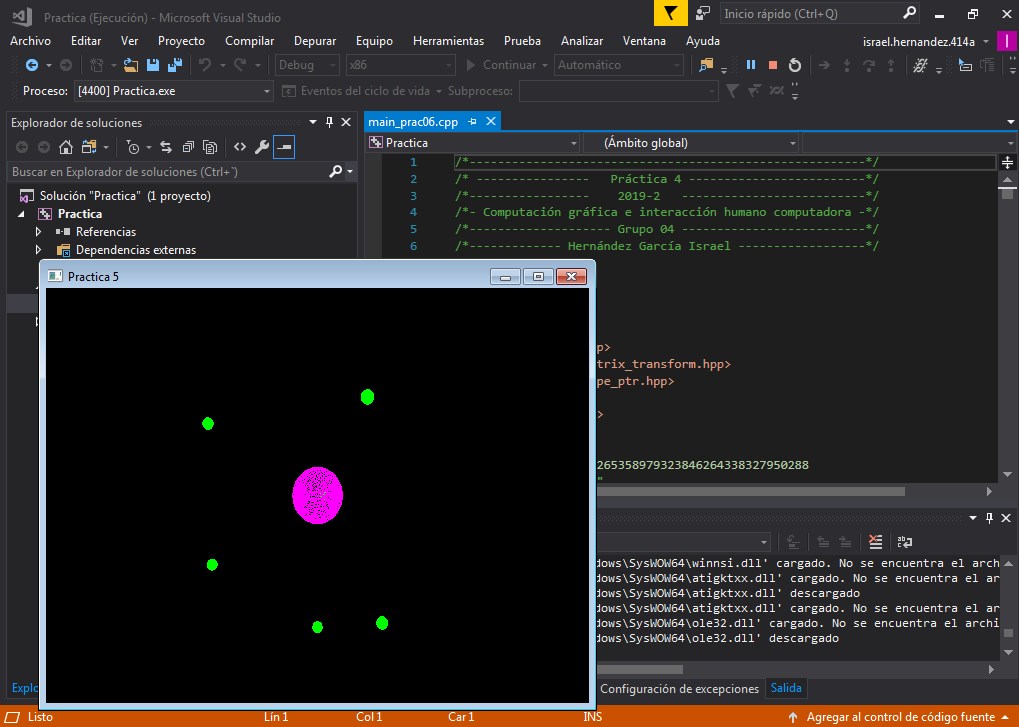 Practica (Ejecución) - Microsoft Visual Studio
Inicio rápido (Ctrl+Q)
Archivo Editar Ver Proyecto Compilar Depurar Equipo Herramientas Prueba Analizar Ventana Ayuda
israel.hernandez.414a I
Debug x86 Continuar Automático
Proceso: [4400] Practica.exe Eventos del ciclo de vida Subproceso:
Explorador de soluciones
main_prac06.cpp
Practica (Ámbito global)
Buscar en Explorador de soluciones (Ctrl+`)
1 /*--------------------------------------------------------*/
2 /* ---------------- Práctica 4 -------------------------*/
3 /*----------------- 2019-2 --------------------------*/
4 /*- Computación gráfica e interacción humano computadora -*/
5 /*-------------------- Grupo 04 -------------------------*/
6 /*------------- Hernández García Israel ------------------*/
Solución "Practica" (1 proyecto)
Practica
Referencias
Dependencias externas
Practica 5
p>
trix_transform.hpp>
pe_ptr.hpp>
>
26535897932384626433832795028​8
"
dows\SysWOW64\winnsi.dll' cargado. No se encuentra el arch
dows\SysWOW64\atigktxx.dll' cargado. No se encuentra el ar
dows\SysWOW64\atigktxx.dll' descargado
dows\SysWOW64\atigktxx.dll' cargado. No se encuentra el ar
dows\SysWOW64\ole32.dll' cargado. No se encuentra el archi
dows\SysWOW64\ole32.dll' descargado
Explo
Configuración de excepciones Salida
Listo Lín 1 Col 1 Car 1 INS Agregar al control de código fuente